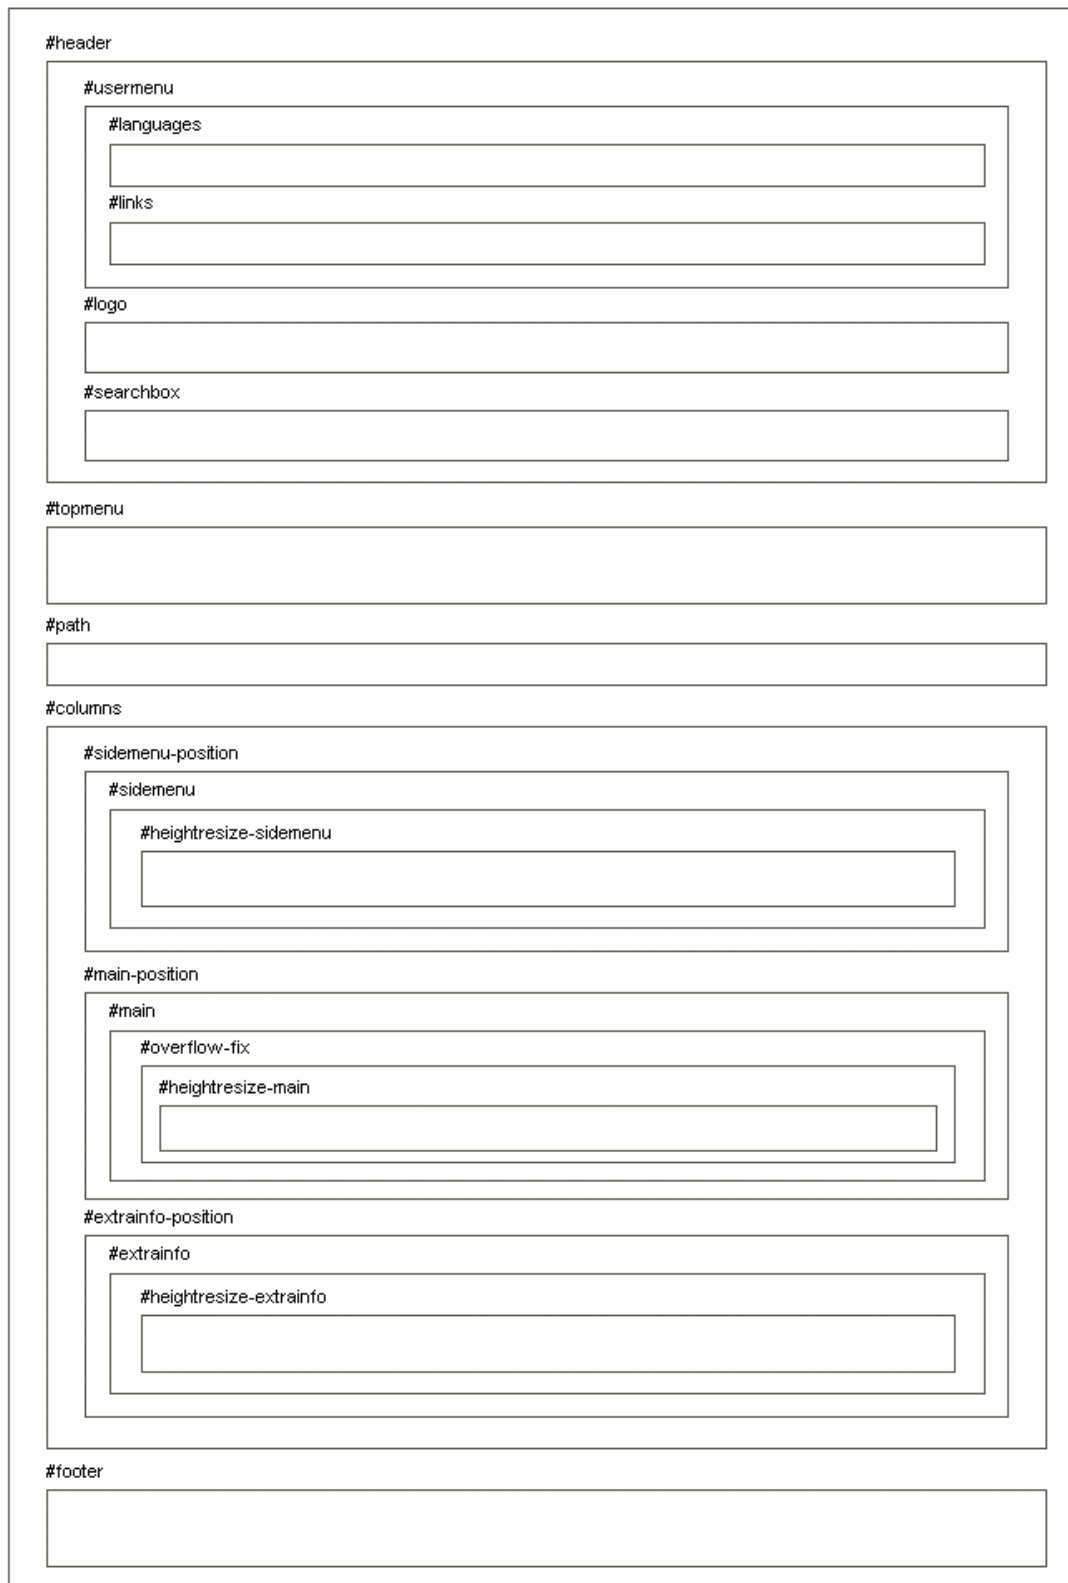 #header
#usermenu
#languages
#links
#logo
#searchbox
#topmenu
#path
#columns
#sidemenu-position
#sidemenu
#heightresize-sidemenu
#main-position
#main
#overflow-fix
#heightresize-main
#extrainfo-position
#extrainfo
#heightresize-extrainfo
#footer